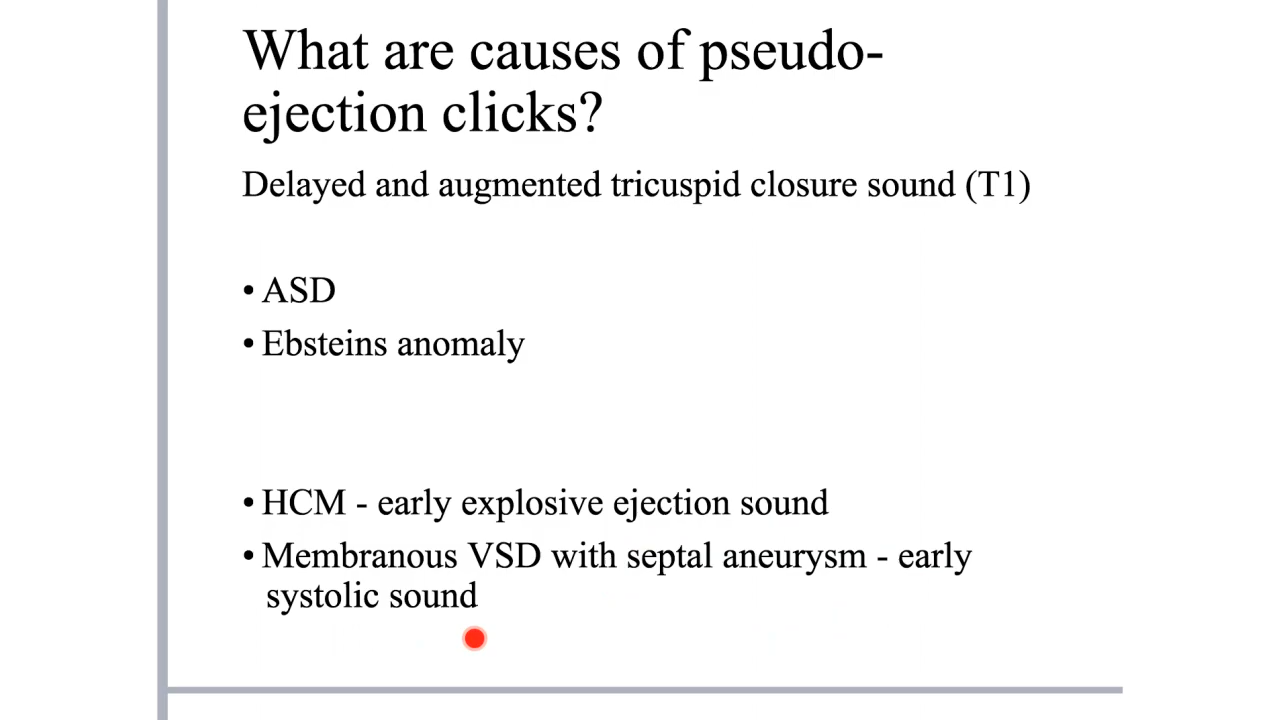 What are causes of pseudo-
ejection clicks?
Delayed and augmented tricuspid closure sound (T1)
• ASD
• Ebsteins anomaly
• HCM - early explosive ejection sound
• Membranous VSD with septal aneurysm - early
systolic sound